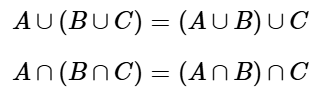 A ∪ (B ∪ C) = (A ∪ B) ∪ C
A ∩ (B ∩ C) = (A ∩ B) ∩ C